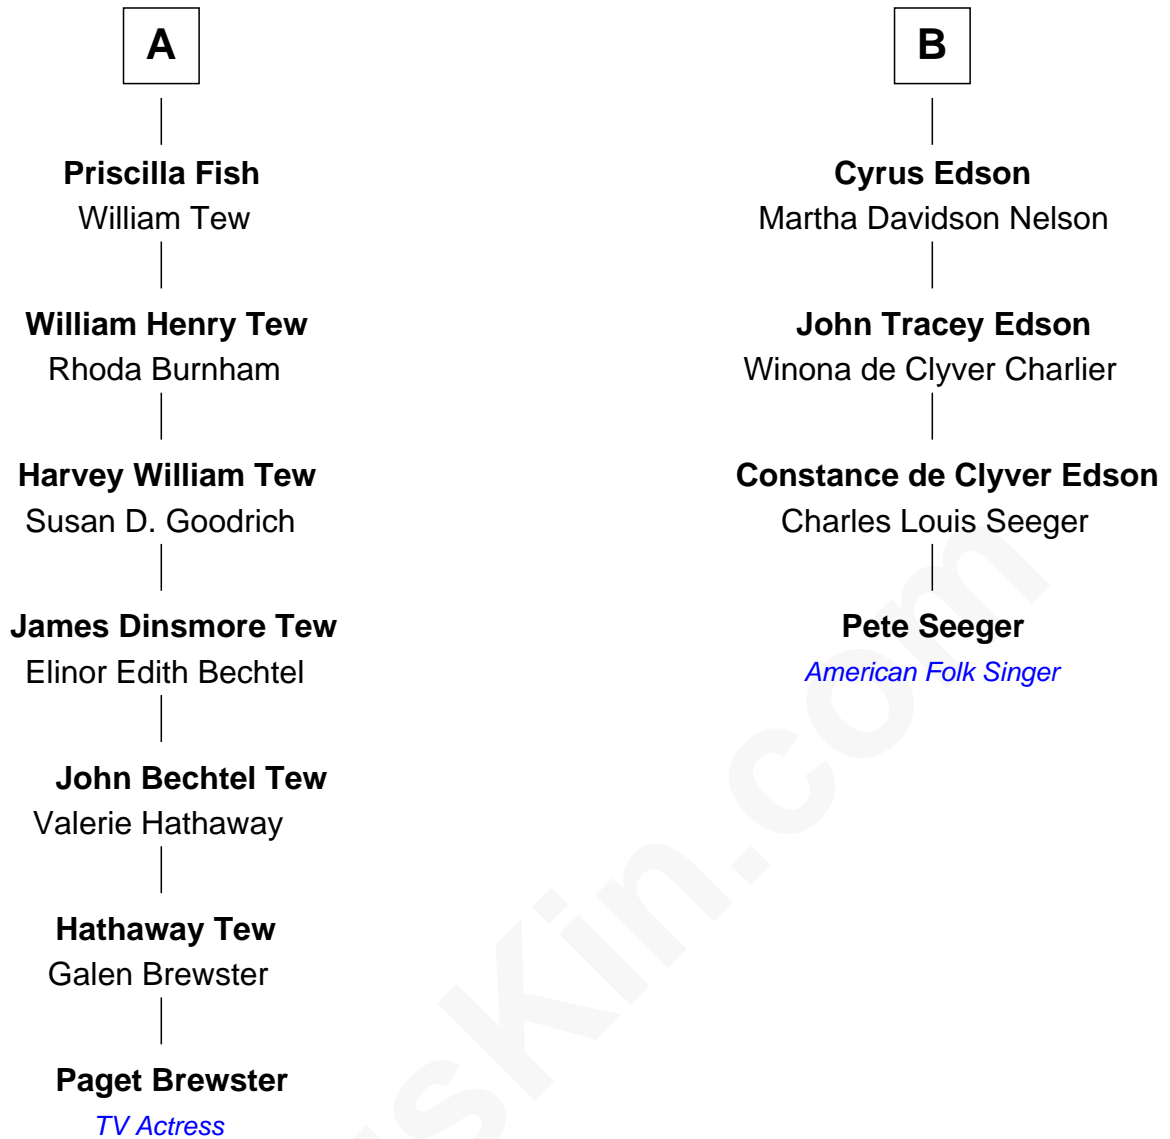 A
Priscilla Fish
William Tew
William Henry Tew
Rhoda Burnham
Harvey William Tew
Susan D. Goodrich
James Dinsmore Tew
Elinor Edith Bechtel
John Bechtel Tew
Valerie Hathaway
Hathaway Tew
Galen Brewster
Paget Brewster
TV Actress
B
Cyrus Edson
Martha Davidson Nelson
John Tracey Edson
Winona de Clyver Charlier
Constance de Clyver Edson
Charles Louis Seeger
Pete Seeger
American Folk Singer
usKin.com